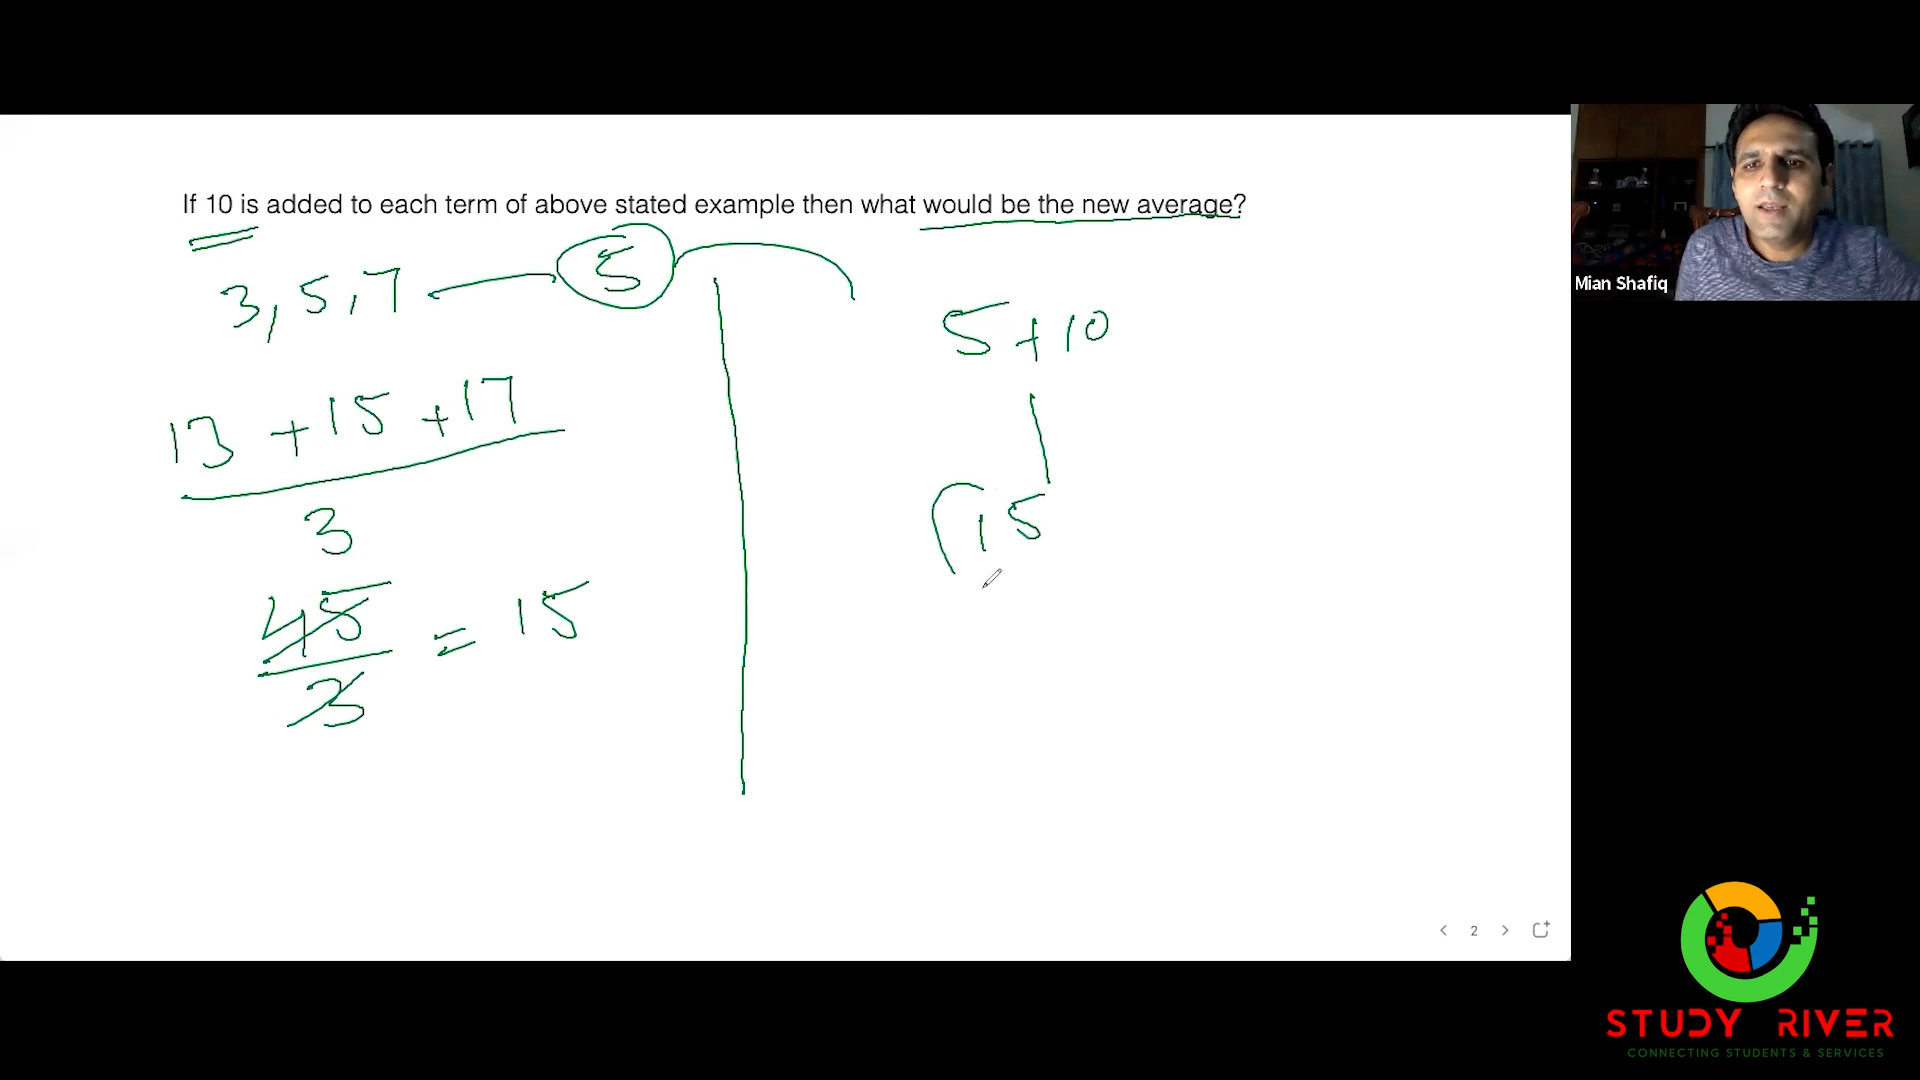 If 10 is added to each term of above stated example then what would be the new average?
3, 5, 7
5
13 + 15 + 17
3
45
3
= 15
5 + 10
15
Mian Shafiq
2
STUDY RIVER
CONNECTING STUDENTS & SERVICES